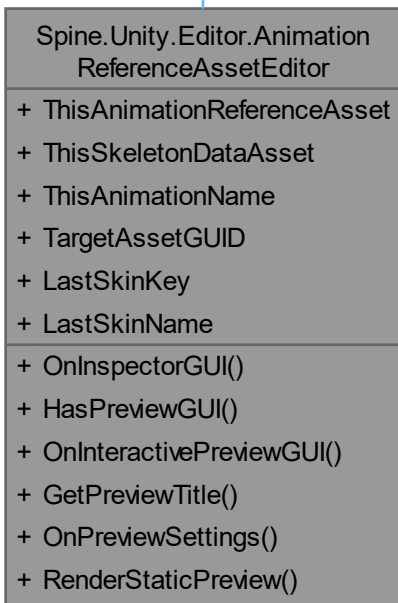 Spine.Unity.Editor.Animation
ReferenceAssetEditor
+ ThisAnimationReferenceAsset
+ ThisSkeletonDataAsset
+ ThisAnimationName
+ TargetAssetGUID
+ LastSkinKey
+ LastSkinName
+ OnInspectorGUI()
+ HasPreviewGUI()
+ OnInteractivePreviewGUI()
+ GetPreviewTitle()
+ OnPreviewSettings()
+ RenderStaticPreview()